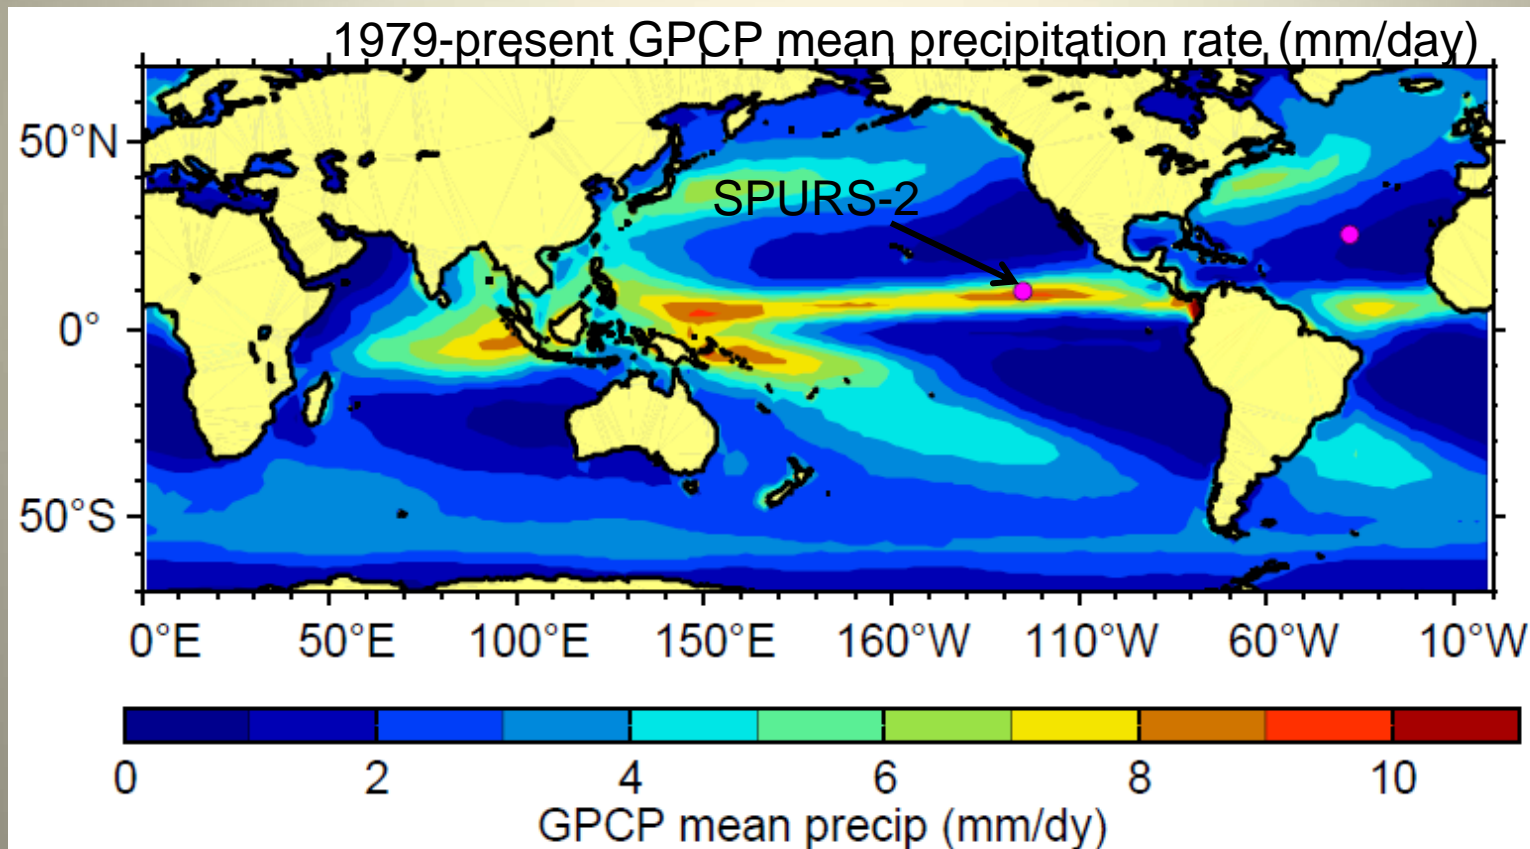 1979-present GPCP mean precipitation rate (mm/day)
50°N
SPURS-2
0°
50°S
0°E 50°E 100°E 150°E 160°W 110°W 60°W 10°W
0 2 4 6 8 10
GPCP mean precip (mm/dy)